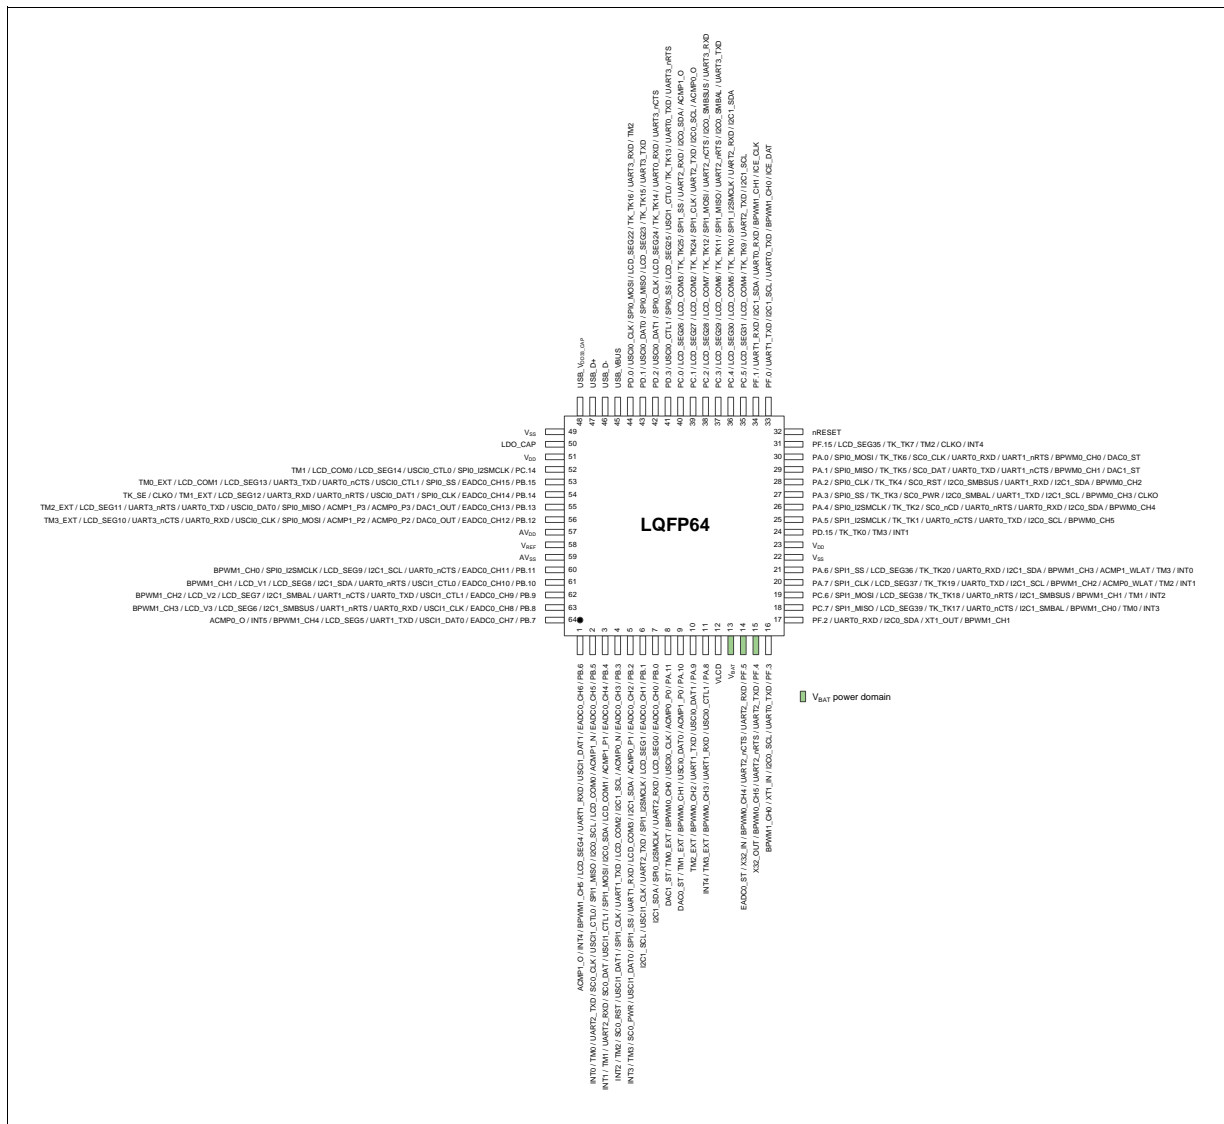 PD.0 / USCI0_CLK / SPI0_MOSI / LCD_SEG22 / TK_TK16 / UART3_RXD / TM2
PD.1 / USCI0_DAT0 / SPI0_MISO / LCD_SEG23 / TK_TK15 / UART3_TXD
PD.2 / USCI0_DAT1 / SPI0_CLK / LCD_SEG24 / TK_TK14 / UART0_RXD / UART3_nCTS
PD.3 / USCI0_CTL1 / SPI0_SS / LCD_SEG25 / USCI1_CTL0 / TK_TK13 / UART0_TXD / UART3_nRTS
PC.0 / LCD_SEG26 / LCD_COM3 / TK_TK25 / SPI1_SS / UART2_RXD / I2C0_SDA / ACMP1_O
PC.1 / LCD_SEG27 / LCD_COM2 / TK_TK24 / SPI1_CLK / UART2_TXD / I2C0_SCL / ACMP0_O
PC.2 / LCD_SEG28 / LCD_COM7 / TK_TK12 / SPI1_MOSI / UART2_nCTS / I2C0_SMBSUS / UART3_RXD
PC.3 / LCD_SEG29 / LCD_COM6 / TK_TK11 / SPI1_MISO / UART2_nRTS / I2C0_SMBAL / UART3_TXD
PC.4 / LCD_SEG30 / LCD_COM5 / TK_TK10 / SPI1_I2SMCLK / UART2_RXD / I2C1_SDA
PC.5 / LCD_SEG31 / LCD_COM4 / TK_TK9 / UART2_TXD / I2C1_SCL
PF.1 / UART1_RXD / I2C1_SDA / UART0_RXD / BPWM1_CH1 / ICE_CLK
PF.0 / UART1_TXD / I2C1_SCL / UART0_TXD / BPWM1_CH0 / ICE_DAT
USB_VDD33_CAP
USB_D+
USB_D-
USB_VBUS
48 47 46 45 44 43 42 41 40 39 38 37 36 35 34 33
VSS 49
LDO_CAP 50
VDD 51
TM1 / LCD_COM0 / LCD_SEG14 / USCI0_CTL0 / SPI0_I2SMCLK / PC.14 52
TM0_EXT / LCD_COM1 / LCD_SEG13 / UART3_TXD / UART0_nCTS / USCI0_CTL1 / SPI0_SS / EADC0_CH15 / PB.15 53
TK_SE / CLKO / TM1_EXT / LCD_SEG12 / UART3_RXD / UART0_nRTS / USCI0_DAT1 / SPI0_CLK / EADC0_CH14 / PB.14 54
TM2_EXT / LCD_SEG11 / UART3_nRTS / UART0_TXD / USCI0_DAT0 / SPI0_MISO / ACMP1_P3 / ACMP0_P3 / DAC1_OUT / EADC0_CH13 / PB.13 55
TM3_EXT / LCD_SEG10 / UART3_nCTS / UART0_RXD / USCI0_CLK / SPI0_MOSI / ACMP1_P2 / ACMP0_P2 / DAC0_OUT / EADC0_CH12 / PB.12 56
AVDD 57
VREF 58
AVSS 59
BPWM1_CH0 / SPI0_I2SMCLK / LCD_SEG9 / I2C1_SCL / UART0_nCTS / EADC0_CH11 / PB.11 60
BPWM1_CH1 / LCD_V1 / LCD_SEG8 / I2C1_SDA / UART0_nRTS / USCI1_CTL0 / EADC0_CH10 / PB.10 61
BPWM1_CH2 / LCD_V2 / LCD_SEG7 / I2C1_SMBAL / UART1_nCTS / UART0_TXD / USCI1_CTL1 / EADC0_CH9 / PB.9 62
BPWM1_CH3 / LCD_V3 / LCD_SEG6 / I2C1_SMBSUS / UART1_nRTS / UART0_RXD / USCI1_CLK / EADC0_CH8 / PB.8 63
ACMP0_O / INT5 / BPWM1_CH4 / LCD_SEG5 / UART1_TXD / USCI1_DAT0 / EADC0_CH7 / PB.7 64
LQFP64
32 nRESET
31 PF.15 / LCD_SEG35 / TK_TK7 / TM2 / CLKO / INT4
30 PA.0 / SPI0_MOSI / TK_TK6 / SC0_CLK / UART0_RXD / UART1_nRTS / BPWM0_CH0 / DAC0_ST
29 PA.1 / SPI0_MISO / TK_TK5 / SC0_DAT / UART0_TXD / UART1_nCTS / BPWM0_CH1 / DAC1_ST
28 PA.2 / SPI0_CLK / TK_TK4 / SC0_RST / I2C0_SMBSUS / UART1_RXD / I2C1_SDA / BPWM0_CH2
27 PA.3 / SPI0_SS / TK_TK3 / SC0_PWR / I2C0_SMBAL / UART1_TXD / I2C1_SCL / BPWM0_CH3 / CLKO
26 PA.4 / SPI0_I2SMCLK / TK_TK2 / SC0_nCD / UART0_nRTS / UART0_RXD / I2C0_SDA / BPWM0_CH4
25 PA.5 / SPI1_I2SMCLK / TK_TK1 / UART0_nCTS / UART0_TXD / I2C0_SCL / BPWM0_CH5
24 PD.15 / TK_TK0 / TM3 / INT1
23 VDD
22 VSS
21 PA.6 / SPI1_SS / LCD_SEG36 / TK_TK20 / UART0_RXD / I2C1_SDA / BPWM1_CH3 / ACMP1_WLAT / TM3 / INT0
20 PA.7 / SPI1_CLK / LCD_SEG37 / TK_TK19 / UART0_TXD / I2C1_SCL / BPWM1_CH2 / ACMP0_WLAT / TM2 / INT1
19 PC.6 / SPI1_MOSI / LCD_SEG38 / TK_TK18 / UART0_nRTS / I2C1_SMBSUS / BPWM1_CH1 / TM1 / INT2
18 PC.7 / SPI1_MISO / LCD_SEG39 / TK_TK17 / UART0_nCTS / I2C1_SMBAL / BPWM1_CH0 / TM0 / INT3
17 PF.2 / UART0_RXD / I2C0_SDA / XT1_OUT / BPWM1_CH1
1 2 3 4 5 6 7 8 9 10 11 12 13 14 15 16
ACMP1_O / INT4 / BPWM1_CH5 / LCD_SEG4 / UART1_RXD / USCI1_DAT1 / EADC0_CH6 / PB.6
INT0 / TM0 / UART2_TXD / SC0_CLK / USCI1_CTL0 / SPI1_MISO / I2C0_SCL / LCD_COM0 / ACMP1_N / EADC0_CH5 / PB.5
INT1 / TM1 / UART2_RXD / SC0_DAT / USCI1_CTL1 / SPI1_MOSI / I2C0_SDA / LCD_COM1 / ACMP1_P1 / EADC0_CH4 / PB.4
INT2 / TM2 / SC0_RST / USCI1_DAT1 / SPI1_CLK / UART1_TXD / LCD_COM2 / I2C1_SCL / ACMP0_N / EADC0_CH3 / PB.3
INT3 / TM3 / SC0_PWR / USCI1_DAT0 / SPI1_SS / UART1_RXD / LCD_COM3 / I2C1_SDA / ACMP0_P1 / EADC0_CH2 / PB.2
I2C1_SCL / USCI1_CLK / UART2_TXD / SPI1_I2SMCLK / LCD_SEG1 / EADC0_CH1 / PB.1
I2C1_SDA / SPI0_I2SMCLK / UART2_RXD / LCD_SEG0 / EADC0_CH0 / PB.0
DAC1_ST / TM0_EXT / BPWM0_CH0 / USCI0_CLK / ACMP0_P0 / PA.11
DAC0_ST / TM1_EXT / BPWM0_CH1 / USCI0_DAT0 / ACMP1_P0 / PA.10
TM2_EXT / BPWM0_CH2 / UART1_TXD / USCI0_DAT1 / PA.9
INT4 / TM3_EXT / BPWM0_CH3 / UART1_RXD / USCI0_CTL1 / PA.8
VLCD
VBAT
EADC0_ST / X32_IN / BPWM0_CH4 / UART2_nCTS / UART2_RXD / PF.5
X32_OUT / BPWM0_CH5 / UART2_nRTS / UART2_TXD / PF.4
BPWM1_CH0 / XT1_IN / I2C0_SCL / UART0_TXD / PF.3
VBAT power domain